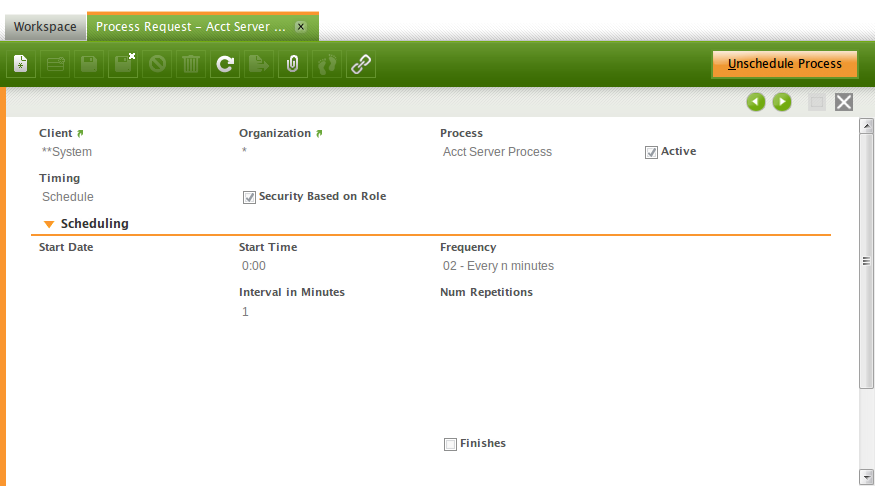 Workspace
Process Request – Acct Server ...
Unschedule Process
Client Organization Process
**System * Acct Server Process Active
Timing
Schedule Security Based on Role
Scheduling
Start Date Start Time Frequency
0:00 02 - Every n minutes
Interval in Minutes Num Repetitions
1
Finishes